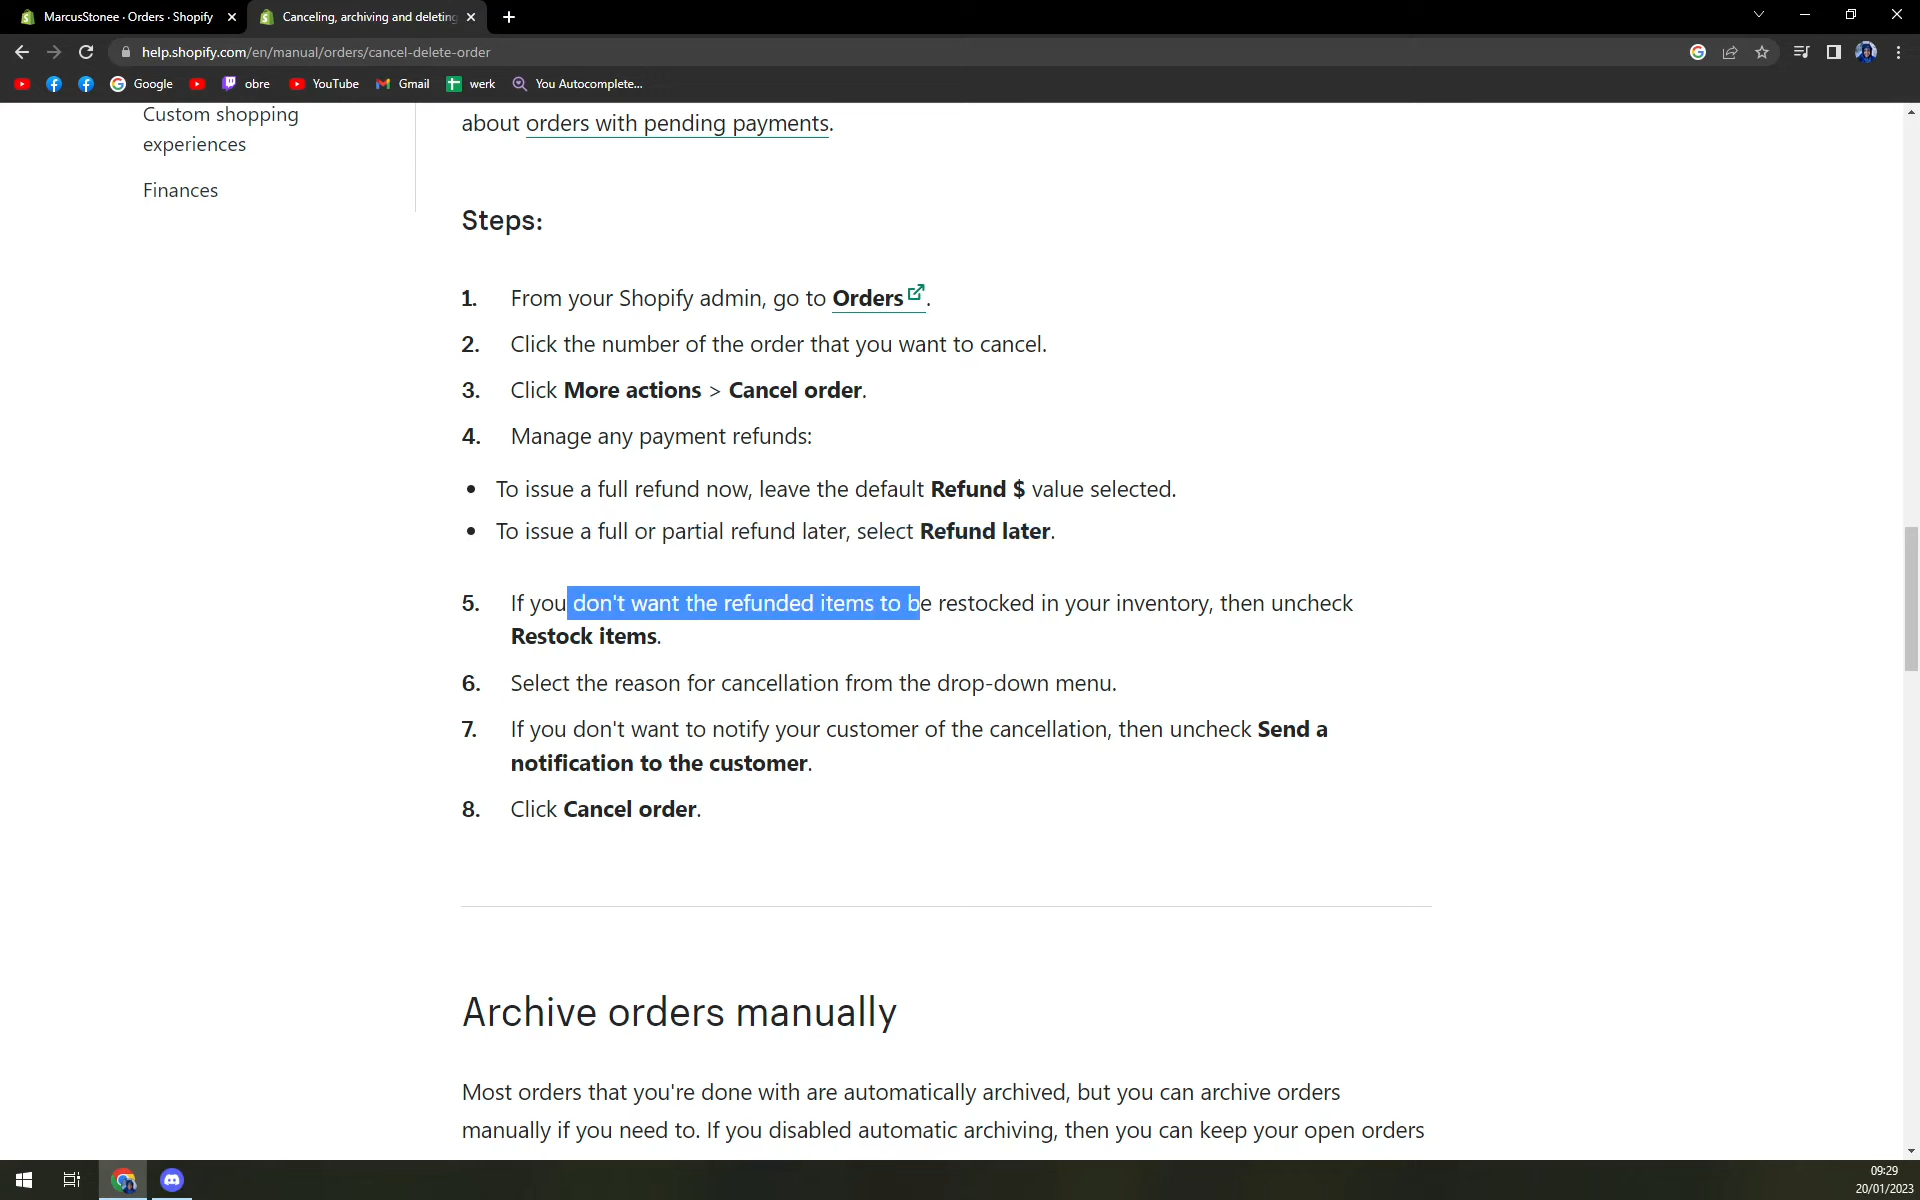 MarcusStonee · Orders · Shopify
Canceling, archiving and deleting
help.shopify.com/en/manual/orders/cancel-delete-order
Google
obre
YouTube
Gmail
werk
You Autocomplete...
Custom shopping
experiences
Finances
about orders with pending payments.
Steps:
1. From your Shopify admin, go to Orders.
2. Click the number of the order that you want to cancel.
3. Click More actions > Cancel order.
4. Manage any payment refunds:
• To issue a full refund now, leave the default Refund $ value selected.
• To issue a full or partial refund later, select Refund later.
5. If you don't want the refunded items to be restocked in your inventory, then uncheck
Restock items.
6. Select the reason for cancellation from the drop-down menu.
7. If you don't want to notify your customer of the cancellation, then uncheck Send a
notification to the customer.
8. Click Cancel order.
Archive orders manually
Most orders that you're done with are automatically archived, but you can archive orders
manually if you need to. If you disabled automatic archiving, then you can keep your open orders
09:29
20/01/2023